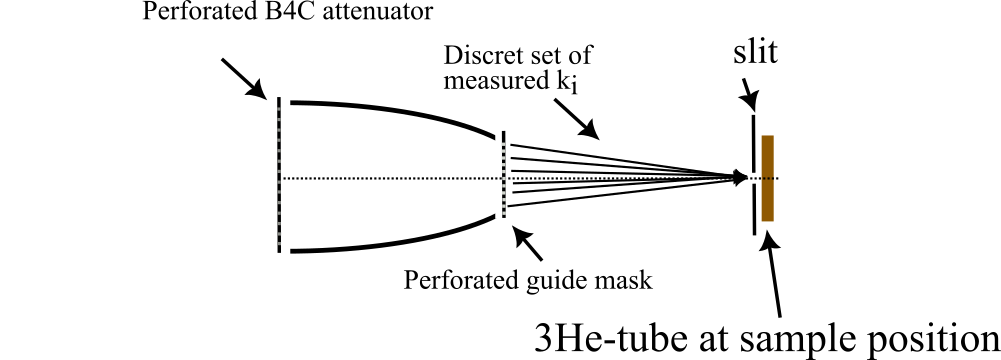 Perforated B4C attenuator
Discret set of
measured ki
slit
Perforated guide mask
3He-tube at sample position